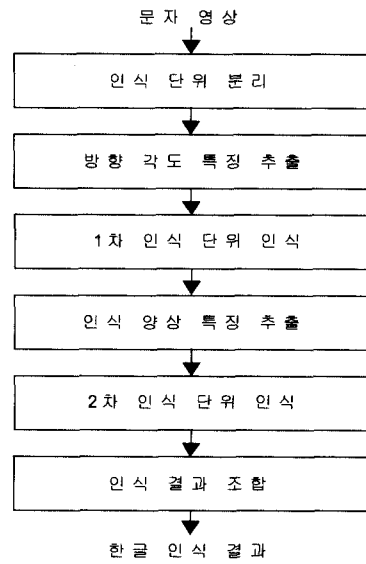 문자 영상
인식 단위 분리
방향 각도 특징 추출
1차 인식 단위 인식
인식 양상 특징 추출
2차 인식 단위 인식
인식 결과 조합
한글 인식 결과